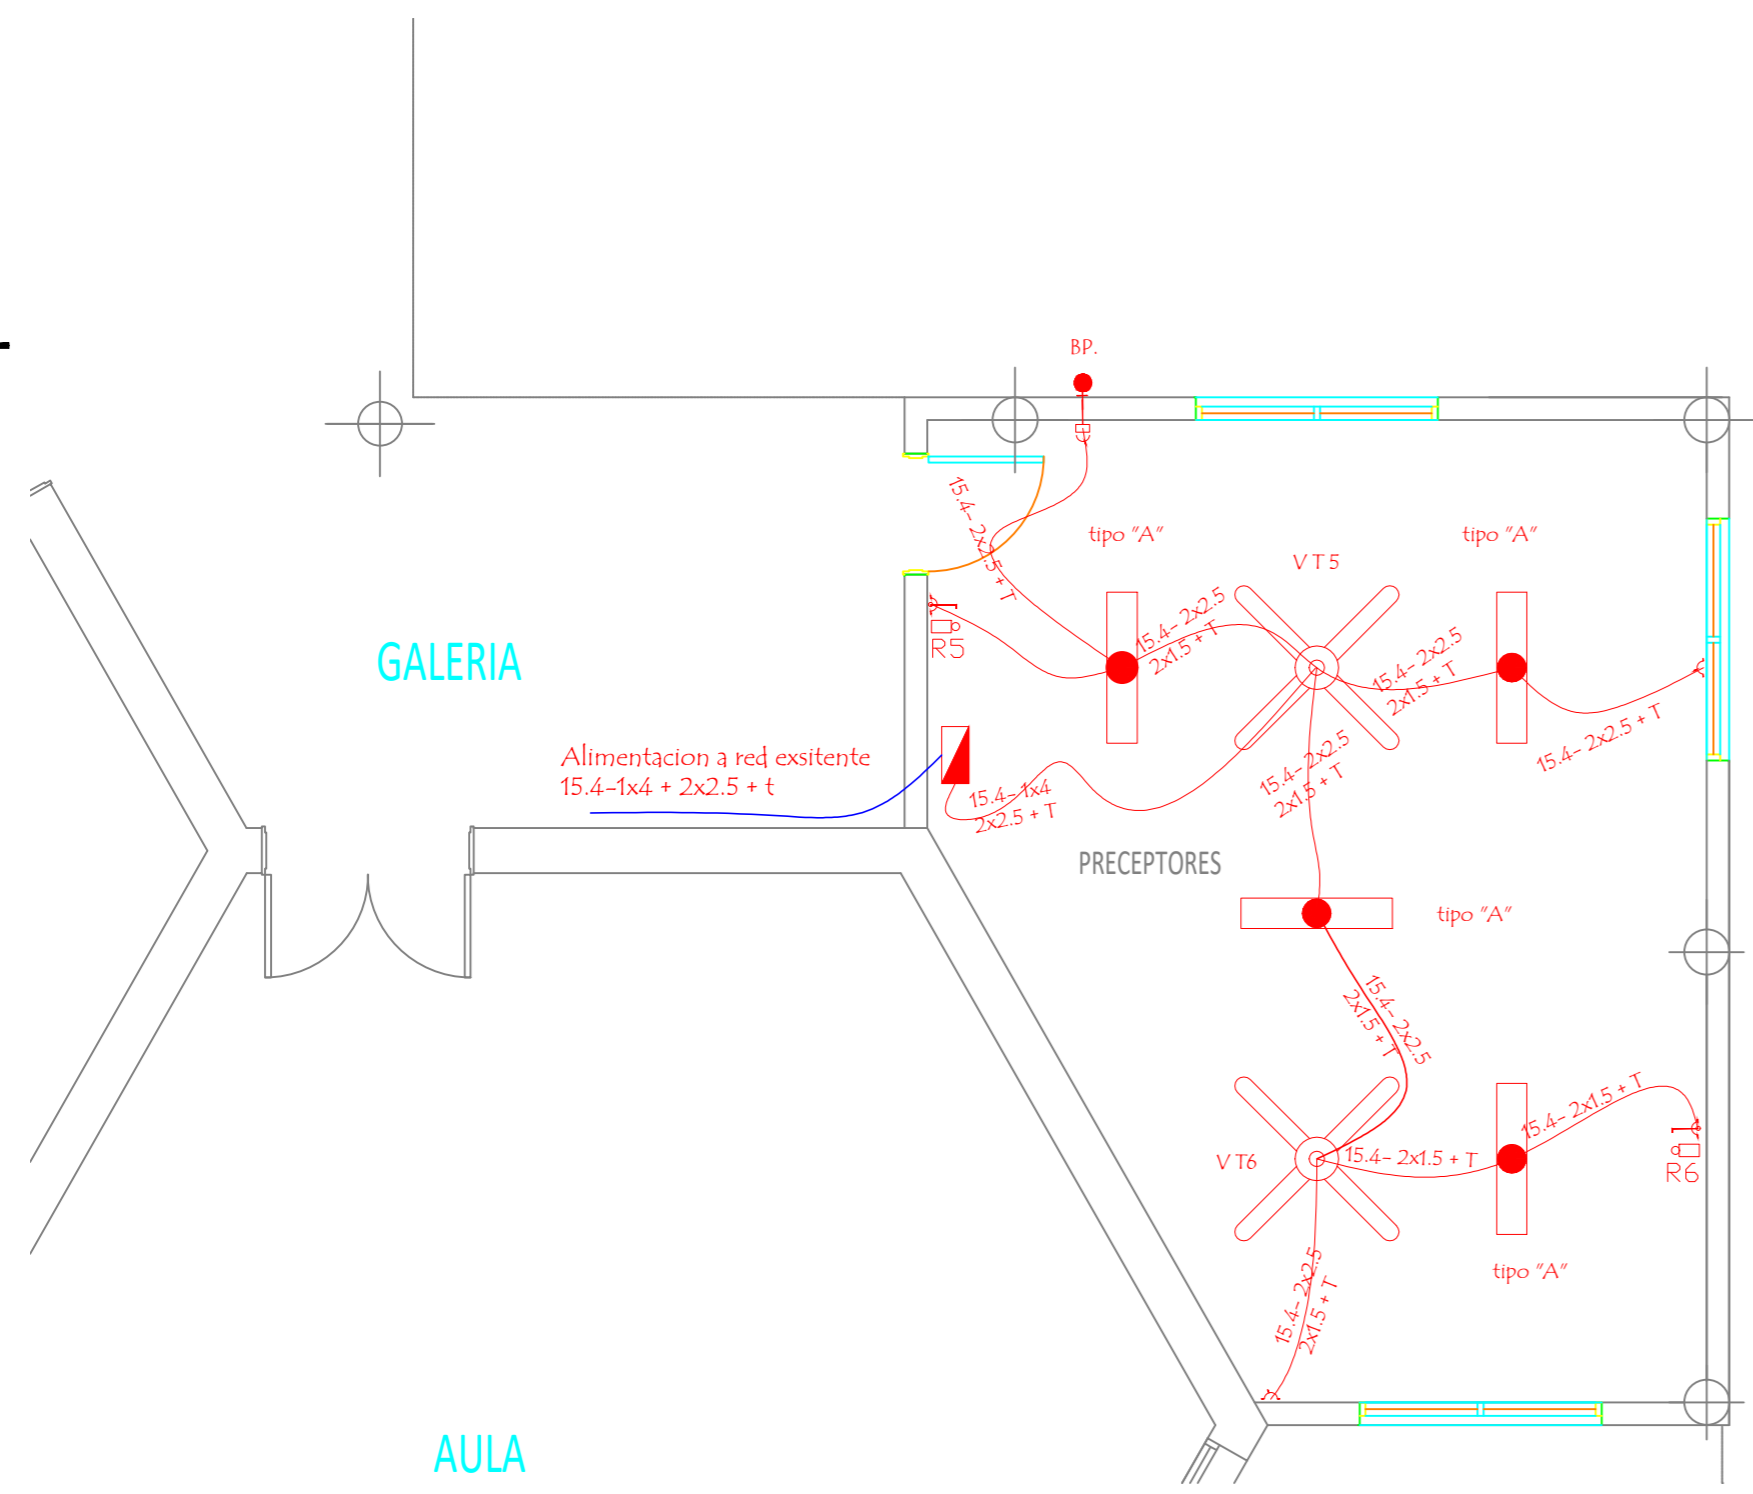 BP.
15.4- 2x2.5 + T
tipo "A"
tipo "A"
V T 5
15.4- 2x2.5
2x1.5 + T
R5
15.4- 2x2.5
2x1.5 + T
15.4- 2x2.5 + T
GALERIA
Alimentacion a red exsitente
15.4-1x4 + 2x2.5 + t
15.4- 1x4
2x2.5 + T
15.4- 2x2.5
2x1.5 + T
PRECEPTORES
tipo "A"
15.4- 2x2.5
2x1.5 + T
15.4- 2x1.5 + T
V T6
15.4- 2x1.5 + T
R6
15.4- 2x2.5
2x1.5 + T
tipo "A"
AULA